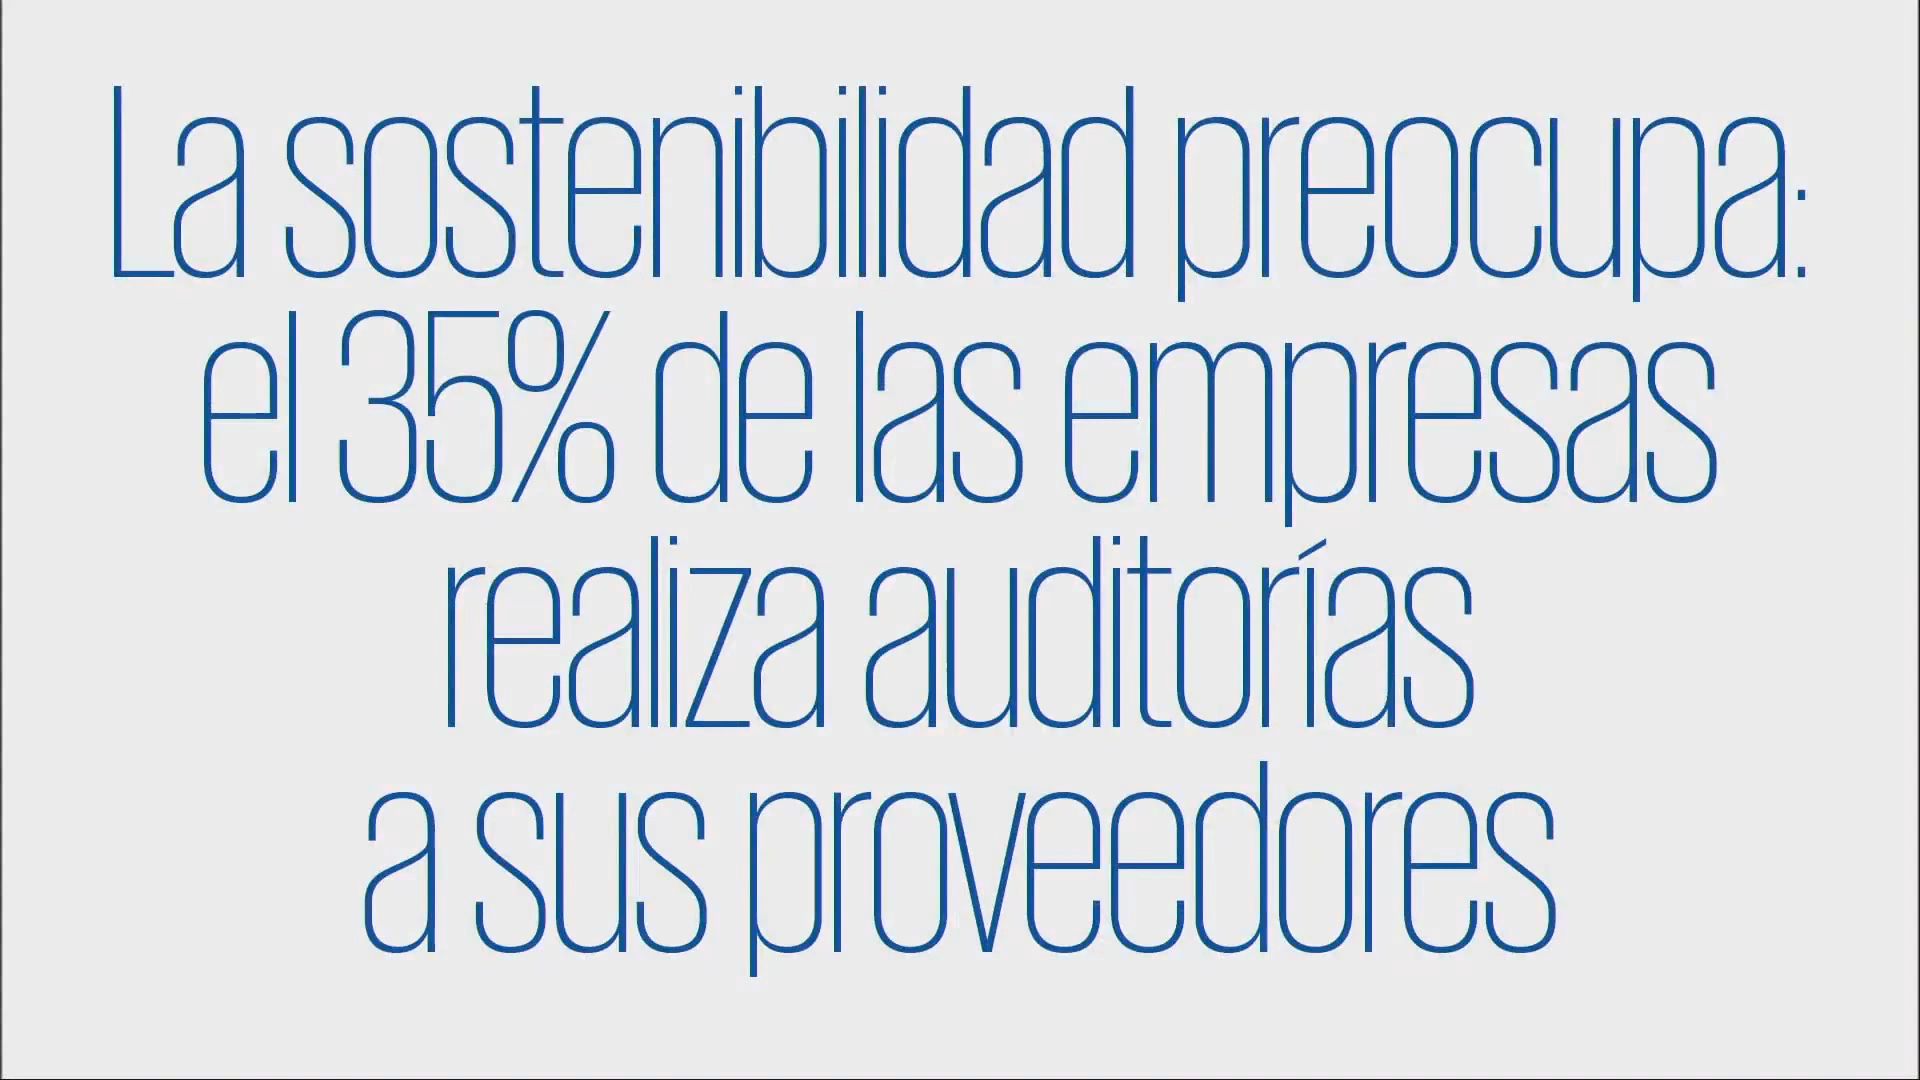 La sostenibilidad preocupa:
el 35% de las empresas
realiza auditorías
a sus proveedores